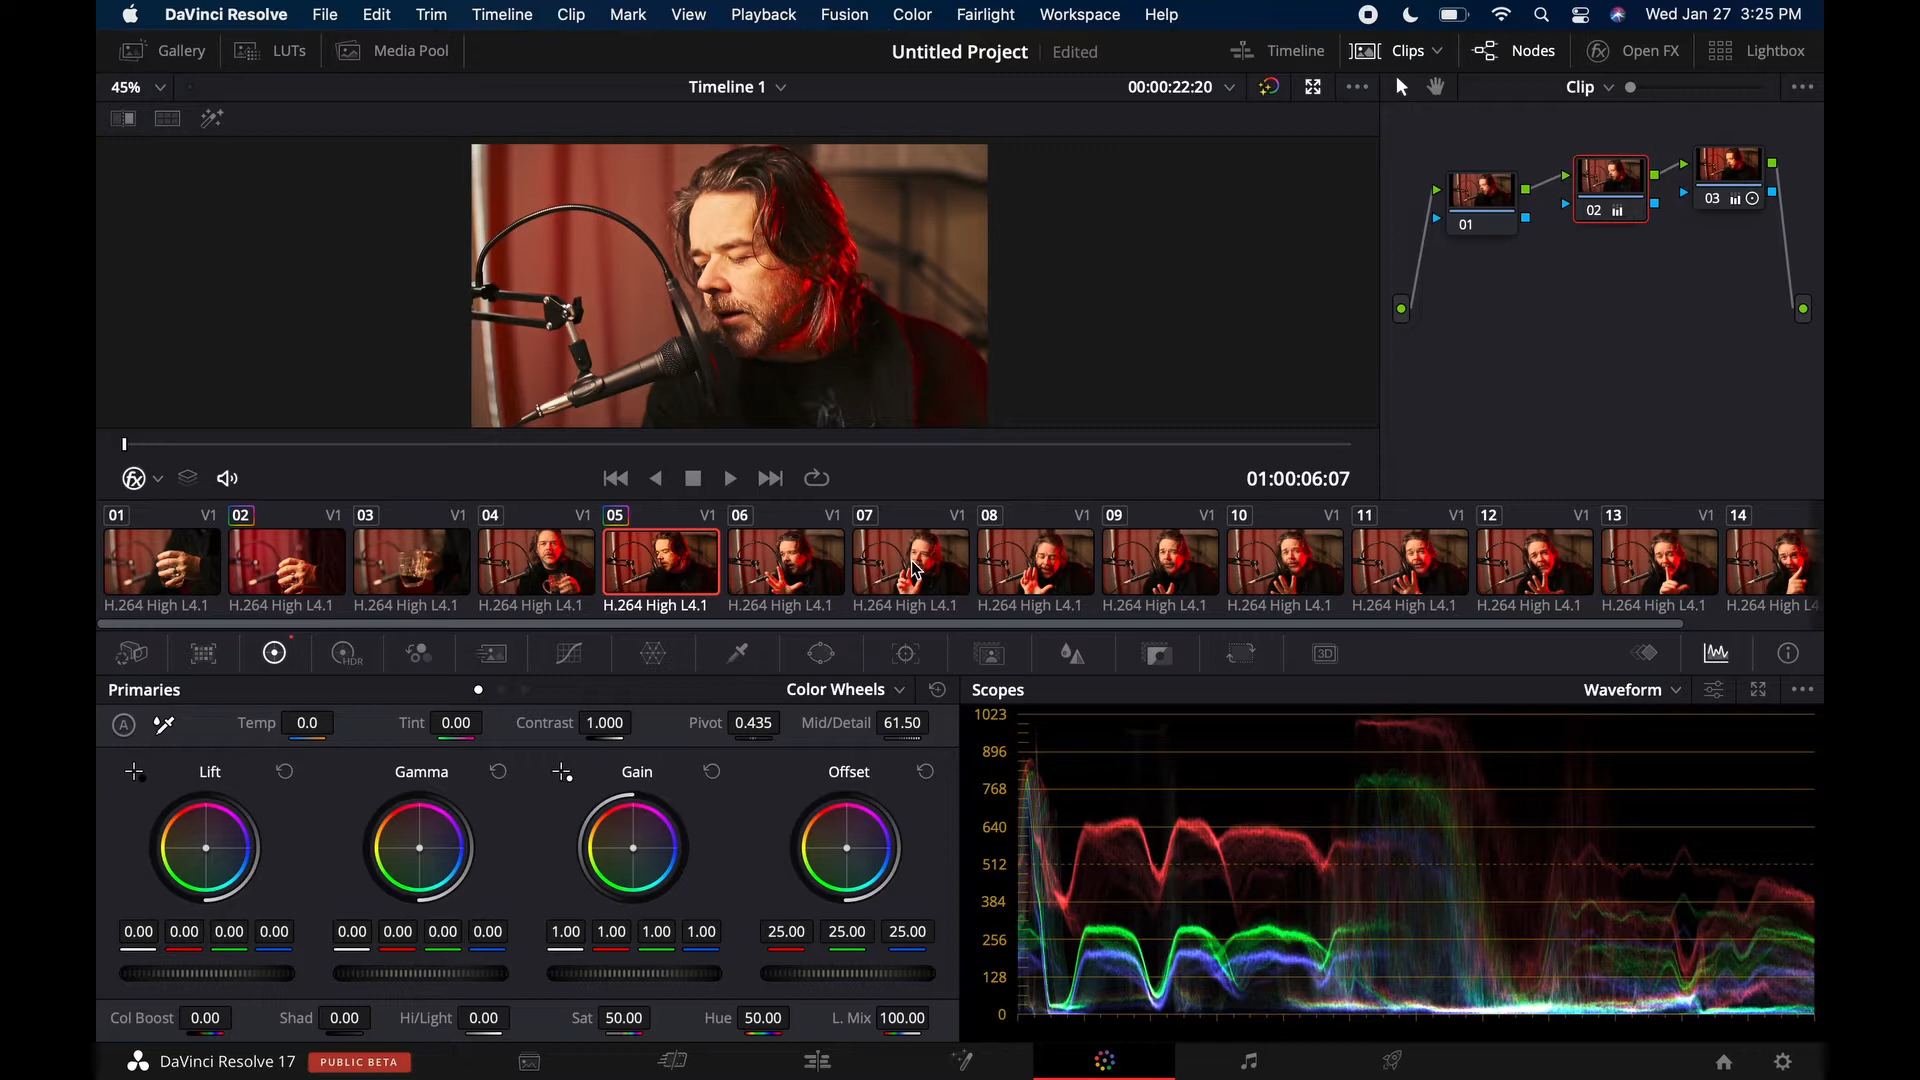 DaVinci Resolve File Edit Trim Timeline Clip Mark View Playback Fusion Color Fairlight Workspace Help Wed Jan 27 3:25 PM
Gallery LUTs Media Pool Untitled Project Edited Timeline Clips Nodes Open FX Lightbox
45% Timeline 1 00:00:22:20 Clip
01 02 03
01:00:06:07
01 V1 02 V1 03 V1 04 V1 05 V1 06 V1 07 V1 08 V1 09 V1 10 V1 11 V1 12 V1 13 V1 14
H.264 High L4.1 H.264 High L4.1 H.264 High L4.1 H.264 High L4.1 H.264 High L4.1 H.264 High L4.1 H.264 High L4.1 H.264 High L4.1 H.264 High L4.1 H.264 High L4.1 H.264 High L4.1 H.264 High L4.1 H.264 High L4.1 H.264 High L4
HDR 3D
Primaries Color Wheels Scopes Waveform
A Temp 0.0 Tint 0.00 Contrast 1.000 Pivot 0.435 Mid/Detail 61.50
Lift Gamma Gain Offset
0.00 0.00 0.00 0.00 0.00 0.00 0.00 0.00 1.00 1.00 1.00 1.00 25.00 25.00 25.00
Col Boost 0.00 Shad 0.00 Hi/Light 0.00 Sat 50.00 Hue 50.00 L. Mix 100.00
1023
896
768
640
512
384
256
128
0
DaVinci Resolve 17 PUBLIC BETA